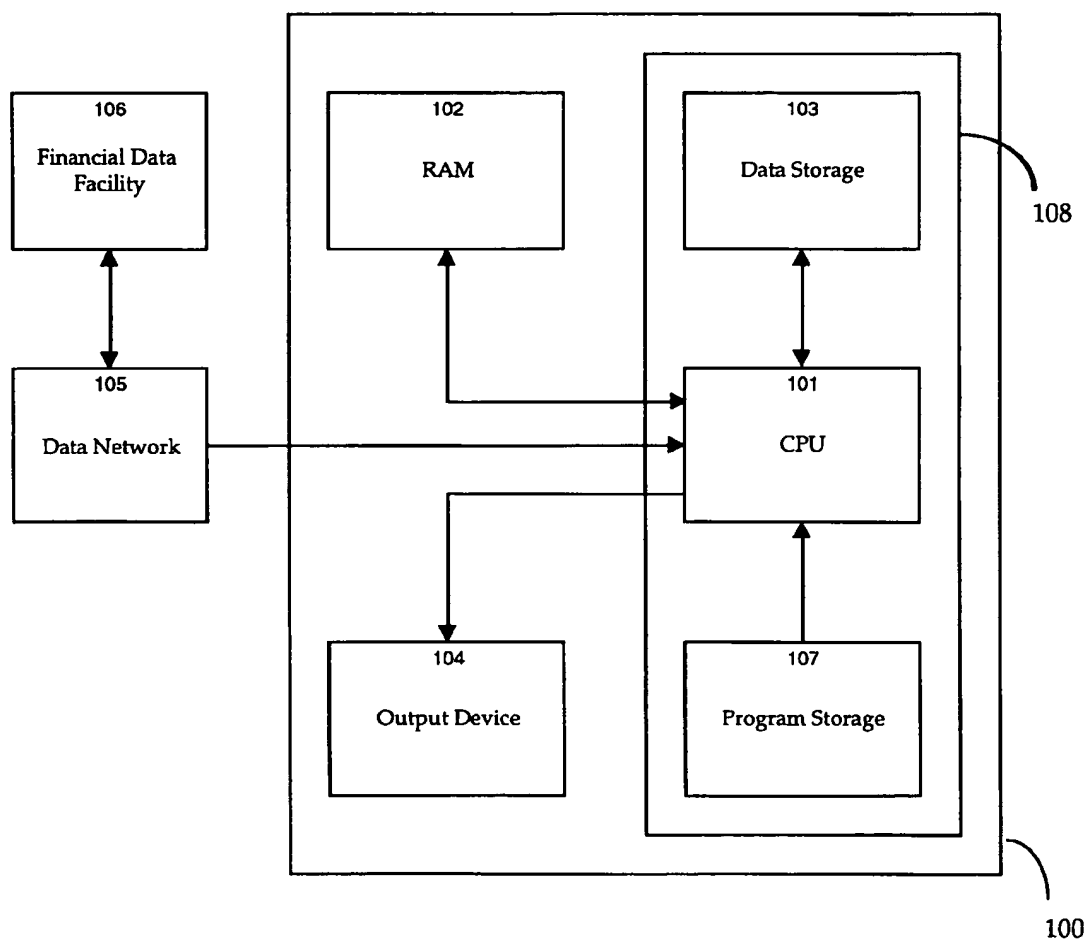 106
Financial Data
Facility
102
RAM
103
Data Storage
108
105
Data Network
101
CPU
104
Output Device
107
Program Storage
100